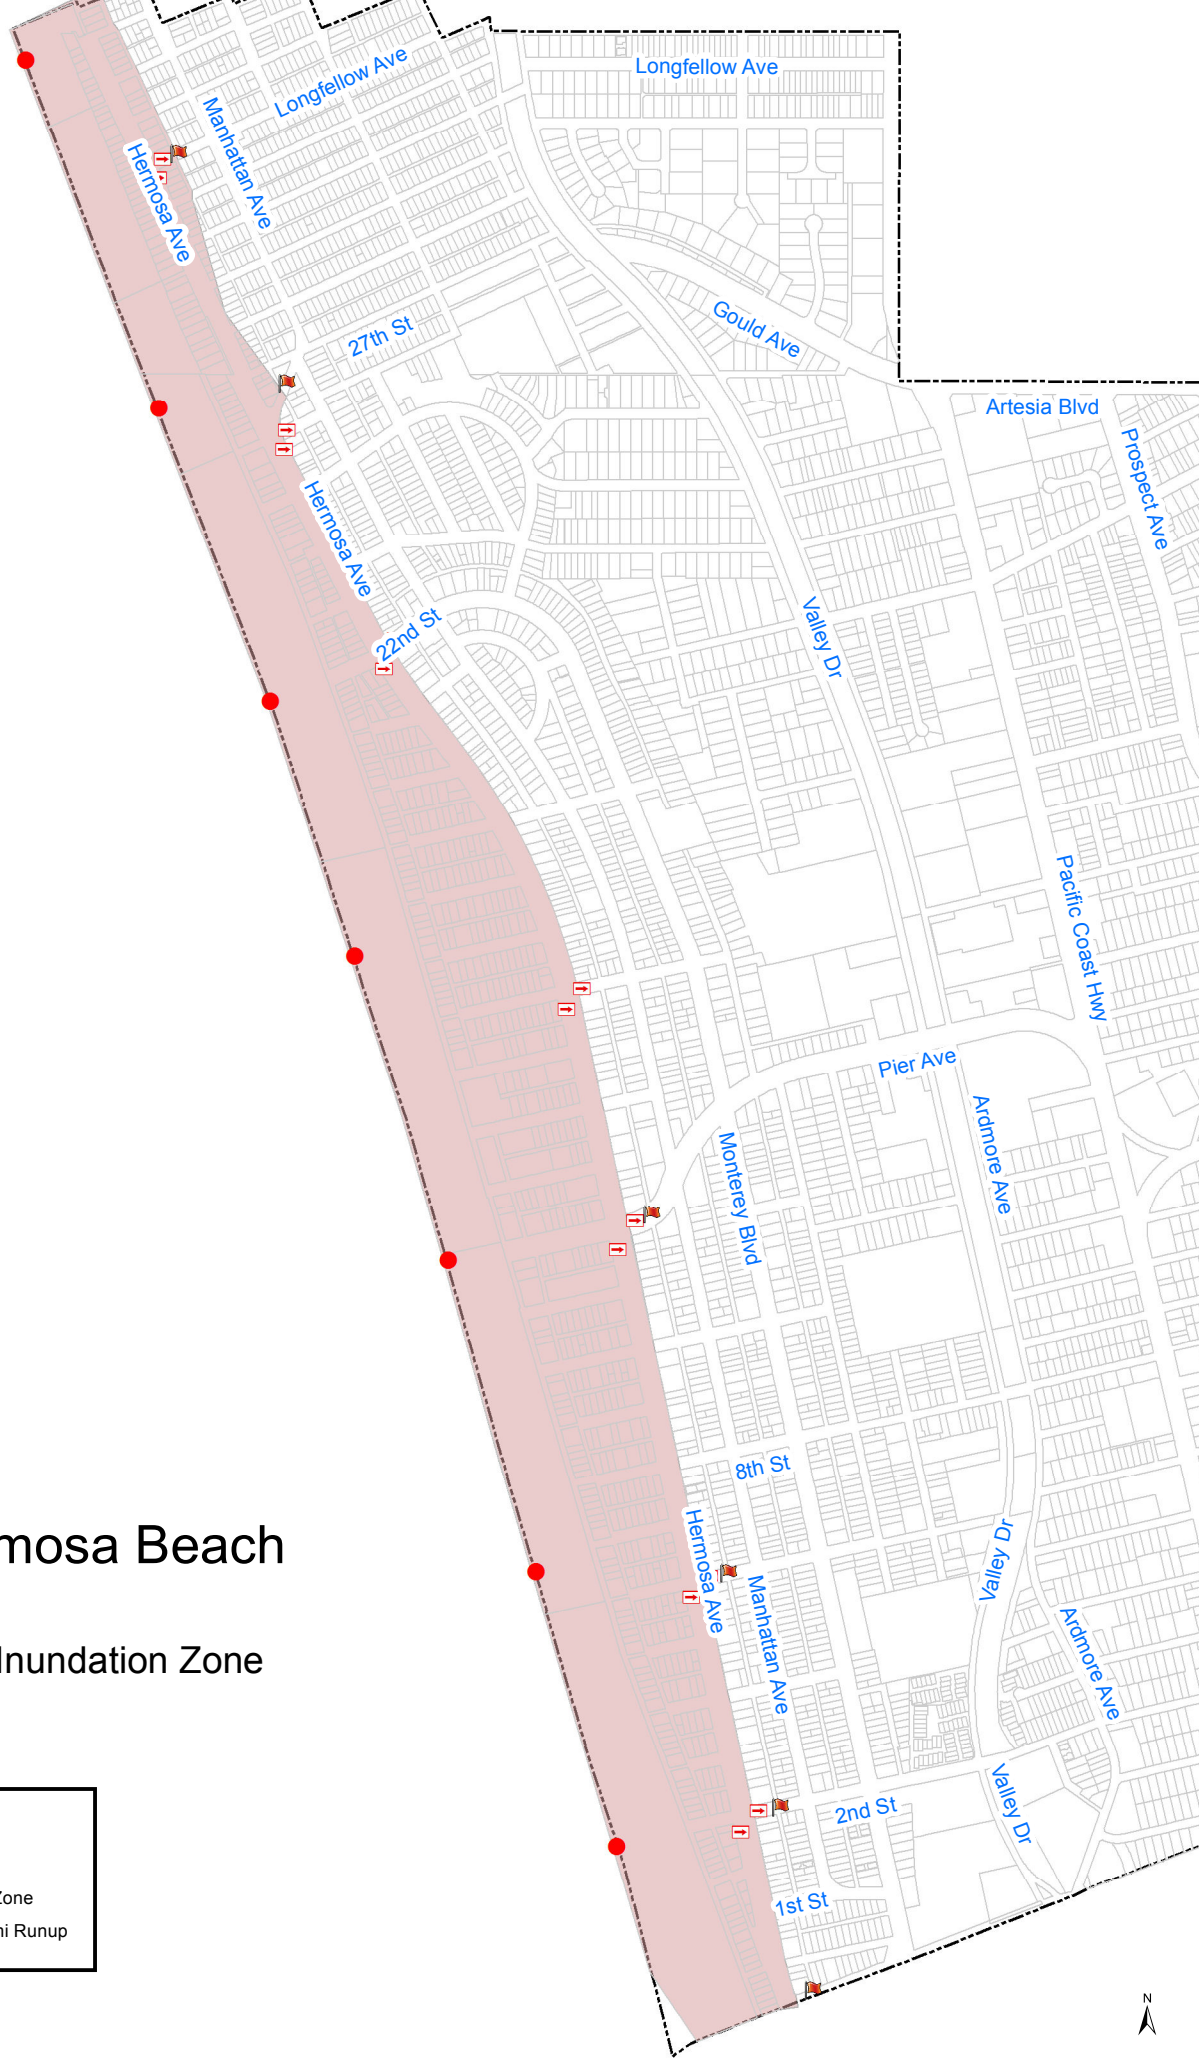 Longfellow Ave
Longfellow Ave
Manhattan Ave
Hermosa Ave
27th St
Gould Ave
Artesia Blvd
Prospect Ave
Hermosa Ave
22nd St
Valley Dr
Pacific Coast Hwy
Pier Ave
Ardmore Ave
Monterey Blvd
8th St
Hermosa Ave
Manhattan Ave
Valley Dr
Ardmore Ave
mosa Beach
Inundation Zone
Valley Dr
2nd St
1st St
Zone
ni Runup
N